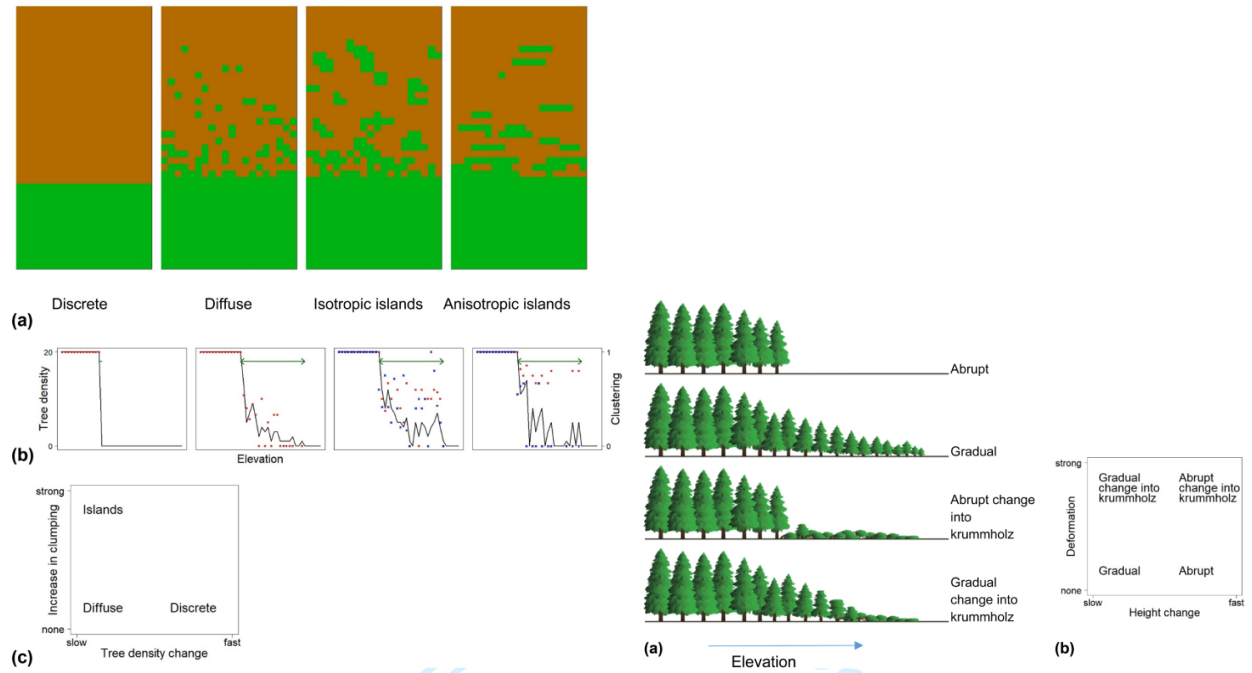 Discrete
Diffuse
Isotropic islands
Anisotropic islands
(a)
20
0
Tree density
1
0
Clustering
Elevation
(b)
strong
none
Increase in clumping
Islands
Diffuse
Discrete
slow
fast
Tree density change
(c)
Abrupt
Gradual
Abrupt change
into
krummholz
Gradual
change into
krummholz
(a)
Elevation
strong
none
Deformation
Gradual
change into
krummholz
Abrupt
change into
krummholz
Gradual
Abrupt
slow
fast
Height change
(b)